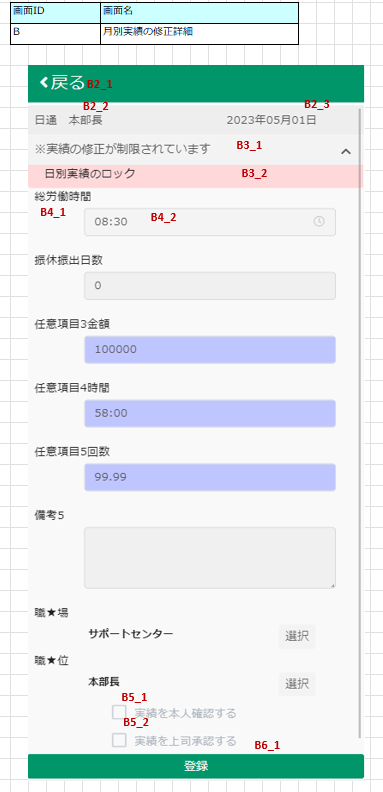 画面ID 画面名
B 月別実績の修正詳細
戻る B2_1
B2_2 B2_3
日通 本部長 2023年05月01日
※実績の修正が制限されています B3_1
日別実績のロック B3_2
総労働時間
B4_1 08:30 B4_2
振休振出日数
0
任意項目3金額
100000
任意項目4時間
58:00
任意項目5回数
99.99
備考5
職★場
サポートセンター 選択
職★位
本部長 選択
B5_1
実績を本人確認する
B5_2
実績を上司承認する
B6_1
登録